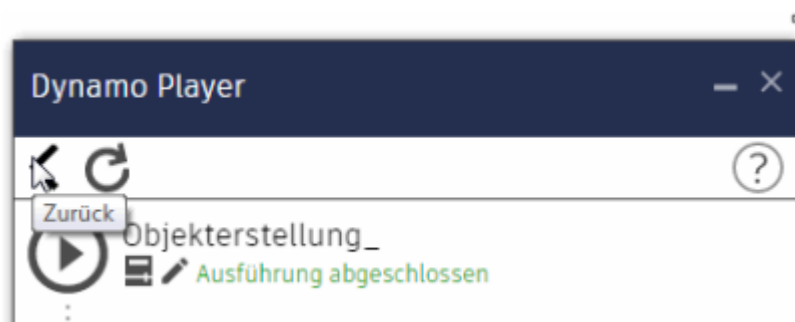 Dynamo Player
?
Zurück
Objekterstellung_
Ausführung abgeschlossen